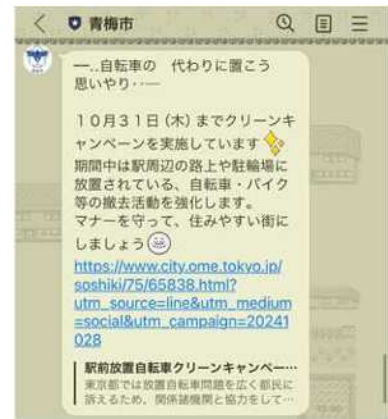 青梅市
一‥自転車の 代わりに置こう
思いやり‥―
10月31日(木)までクリーンキ
ャンペーンを実施しています
期間中は駅周辺の路上や駐輪場に
放置されている、自転車・バイク
等の撤去活動を強化します。
マナーを守って、住みやすい街に
しましょう
https://www.city.ome.tokyo.jp/
soshiki/75/65838.html?
utm_source=line&utm_medium
=social&utm_campaign=20241
028
駅前放置自転車クリーンキャンペー…
東京都では放置自転車問題を広く都民に
訴えるため、関係諸機関と協力をして…